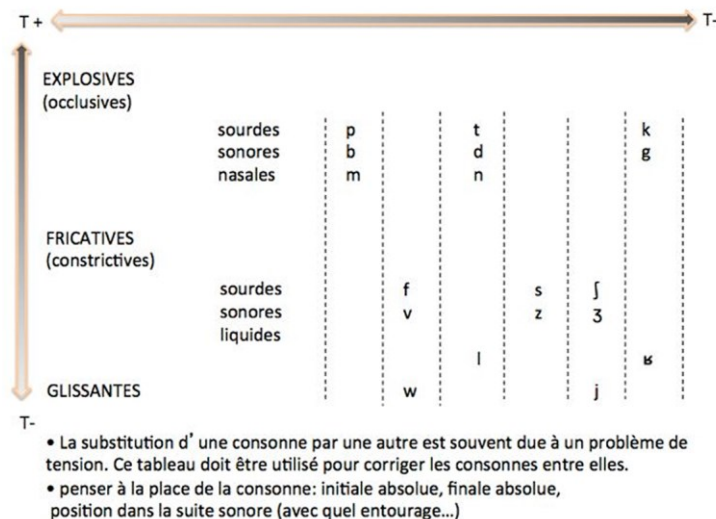 T + T-
EXPLOSIVES
(occlusives)
sourdes p t k
sonores b d g
nasales m n
FRICATIVES
(constrictives)
sourdes f s ʃ
sonores v z ʒ
liquides
l ʁ
GLISSANTES w j
T-
• La substitution d’ une consonne par une autre est souvent due à un problème de
tension. Ce tableau doit être utilisé pour corriger les consonnes entre elles.
• penser à la place de la consonne: initiale absolue, finale absolue,
position dans la suite sonore (avec quel entourage...)